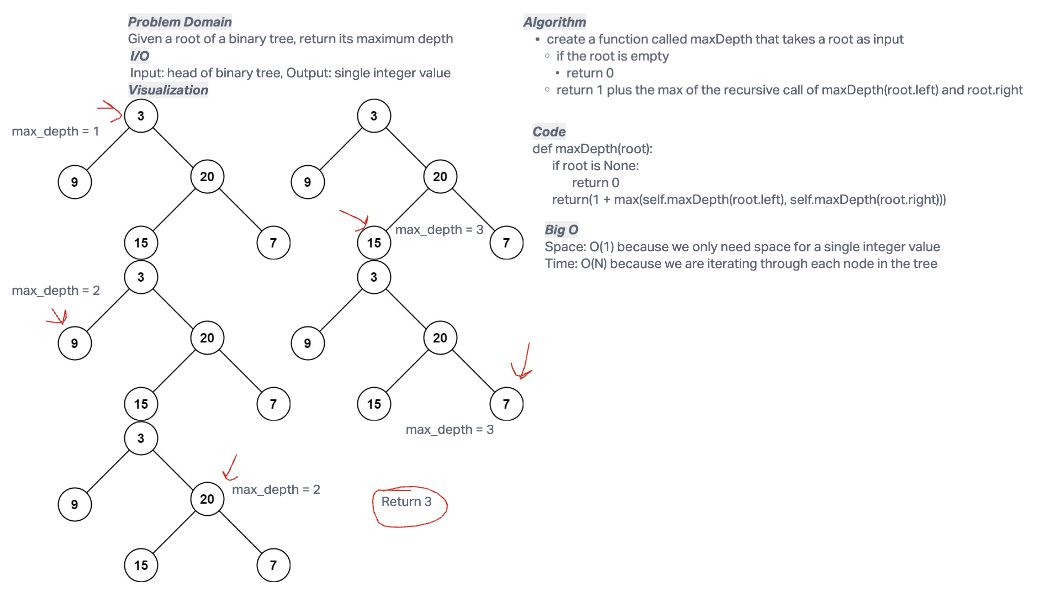 Problem Domain
Given a root of a binary tree, return its maximum depth
I/O
Input: head of binary tree, Output: single integer value
Visualization
3
max_depth = 1
9
20
15
7
3
max_depth = 2
9
20
15
7
3
9
20
max_depth = 2
15
7
3
9
20
15
max_depth = 3
7
3
9
20
15
7
max_depth = 3
Return 3
Algorithm
• create a function called maxDepth that takes a root as input
◦ if the root is empty
▪ return 0
◦ return 1 plus the max of the recursive call of maxDepth(root.left) and root.right
Code
def maxDepth(root):
if root is None:
return 0
return(1 + max(self.maxDepth(root.left), self.maxDepth(root.right)))
Big O
Space: O(1) because we only need space for a single integer value
Time: O(N) because we are iterating through each node in the tree